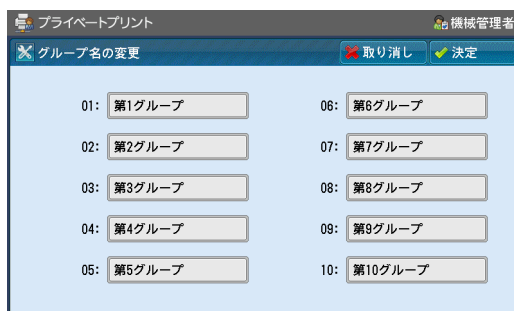 プライベートプリント 機械管理者
グループ名の変更 取り消し 決定
01: 第1グループ 06: 第6グループ
02: 第2グループ 07: 第7グループ
03: 第3グループ 08: 第8グループ
04: 第4グループ 09: 第9グループ
05: 第5グループ 10: 第10グループ